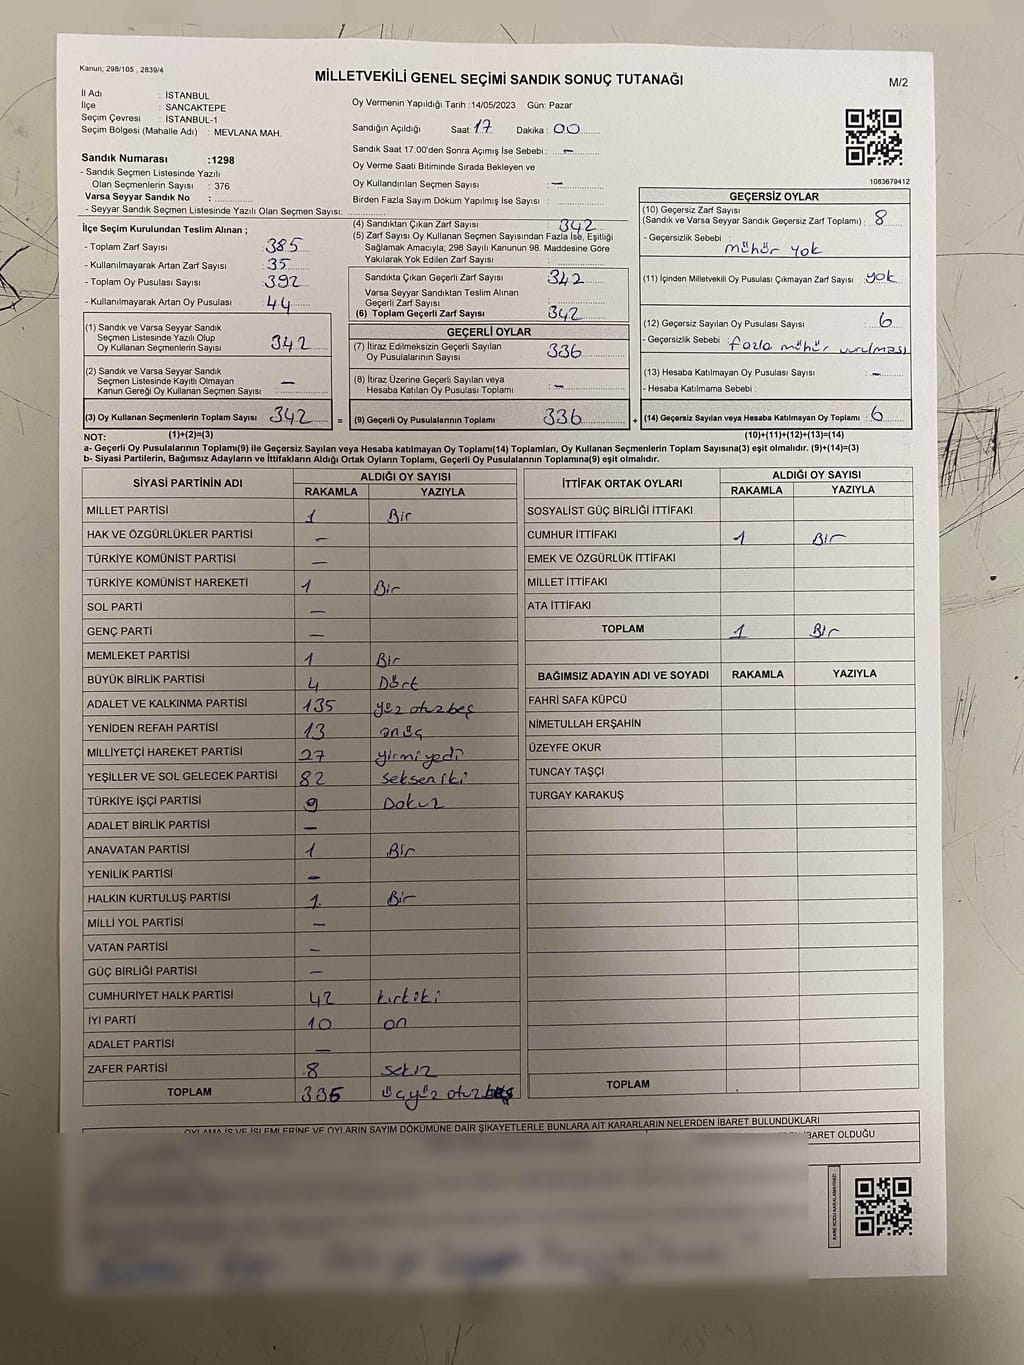 Kanun; 298/105 , 2839/4
MİLLETVEKİLİ GENEL SEÇİMİ SANDIK SONUÇ TUTANAĞI
M/2
İl Adı : İSTANBUL
İlçe : SANCAKTEPE
Seçim Çevresi : İSTANBUL-1
Seçim Bölgesi (Mahalle Adı) : MEVLANA MAH.
Sandık Numarası :1298
- Sandık Seçmen Listesinde Yazılı
Olan Seçmenlerin Sayısı : 376
Varsa Seyyar Sandık No :
- Seyyar Sandık Seçmen Listesinde Yazılı Olan Seçmen Sayısı:
Oy Vermenin Yapıldığı Tarih :14/05/2023 Gün: Pazar
Sandığın Açıldığı Saat: 17 Dakika : 00
Sandık Saat 17:00'den Sonra Açımış İse Sebebi : —
Oy Verme Saati Bitiminde Sırada Bekleyen ve
Oy Kullandırılan Seçmen Sayısı : —
Birden Fazla Sayım Döküm Yapılmış İse Sayısı :
1083679412
İlçe Seçim Kurulundan Teslim Alınan ;
- Toplam Zarf Sayısı : 385
- Kullanılmayarak Artan Zarf Sayısı : 35
- Toplam Oy Pusulası Sayısı : 392
- Kullanılmayarak Artan Oy Pusulası : 44
(1) Sandık ve Varsa Seyyar Sandık
Seçmen Listesinde Yazılı Olup
Oy Kullanan Seçmenlerin Sayısı : 342
(2) Sandık ve Varsa Seyyar Sandık
Seçmen Listesinde Kayıtlı Olmayan
Kanun Gereği Oy Kullanan Seçmen Sayısı : —
(3) Oy Kullanan Seçmenlerin Toplam Sayısı : 342 =
(1)+(2)=(3)
(4) Sandıktan Çıkan Zarf Sayısı : 342
(5) Zarf Sayısı Oy Kullanan Seçmen Sayısından Fazla İse, Eşitliği
Sağlamak Amacıyla; 298 Sayılı Kanunun 98. Maddesine Göre
Yakılarak Yok Edilen Zarf Sayısı :
Sandıkta Çıkan Geçerli Zarf Sayısı : 342
Varsa Seyyar Sandıktan Teslim Alınan
Geçerli Zarf Sayısı :
(6) Toplam Geçerli Zarf Sayısı : 342
GEÇERLİ OYLAR
(7) İtiraz Edilmeksizin Geçerli Sayılan
Oy Pusulalarının Sayısı : 336
(8) İtiraz Üzerine Geçerli Sayılan veya
Hesaba Katılan Oy Pusulası Toplamı : —
(9) Geçerli Oy Pusulalarının Toplamı : 336 +
GEÇERSİZ OYLAR
(10) Geçersiz Zarf Sayısı
(Sandık ve Varsa Seyyar Sandık Geçersiz Zarf Toplamı) : 8
- Geçersizlik Sebebi :
mühür yok
(11) İçinden Milletvekili Oy Pusulası Çıkmayan Zarf Sayısı : yok
(12) Geçersiz Sayılan Oy Pusulası Sayısı : 6
- Geçersizlik Sebebi : fazla mühür vurulması
(13) Hesaba Katılmayan Oy Pusulası Sayısı : —
- Hesaba Katılmama Sebebi :
(14) Geçersiz Sayılan veya Hesaba Katılmayan Oy Toplamı : 6
(10)+(11)+(12)+(13)=(14)
NOT:
a- Geçerli Oy Pusulalarının Toplamı(9) ile Geçersiz Sayılan veya Hesaba katılmayan Oy Toplamı(14) Toplamları, Oy Kullanan Seçmenlerin Toplam Sayısına(3) eşit olmalıdır. (9)+(14)=(3)
b- Siyasi Partilerin, Bağımsız Adayların ve İttifakların Aldığı Ortak Oyların Toplamı, Geçerli Oy Pusulalarının Toplamına(9) eşit olmalıdır.
SİYASİ PARTİNİN ADI ALDIĞI OY SAYISI
RAKAMLA YAZIYLA
MİLLET PARTİSİ 1 Bir
HAK VE ÖZGÜRLÜKLER PARTİSİ —
TÜRKİYE KOMÜNİST PARTİSİ —
TÜRKİYE KOMÜNİST HAREKETİ 1 Bir
SOL PARTİ —
GENÇ PARTİ —
MEMLEKET PARTİSİ 1 Bir
BÜYÜK BİRLİK PARTİSİ 4 Dört
ADALET VE KALKINMA PARTİSİ 135 yüz otuzbeş
YENİDEN REFAH PARTİSİ 13 onüç
MİLLİYETÇİ HAREKET PARTİSİ 27 yirmiyedi
YEŞİLLER VE SOL GELECEK PARTİSİ 82 Seksen iki
TÜRKİYE İŞÇİ PARTİSİ 9 Dokuz
ADALET BİRLİK PARTİSİ —
ANAVATAN PARTİSİ 1 Bir
YENİLİK PARTİSİ —
HALKIN KURTULUŞ PARTİSİ 1 Bir
MİLLİ YOL PARTİSİ —
VATAN PARTİSİ —
GÜÇ BİRLİĞİ PARTİSİ —
CUMHURİYET HALK PARTİSİ 42 kırkiki
İYİ PARTİ 10 on
ADALET PARTİSİ —
ZAFER PARTİSİ 8 sekiz
TOPLAM 335 üçyüz otuzbeş
İTTİFAK ORTAK OYLARI ALDIĞI OY SAYISI
RAKAMLA YAZIYLA
SOSYALİST GÜÇ BİRLİĞİ İTTİFAKI
CUMHUR İTTİFAKI 1 Bir
EMEK VE ÖZGÜRLÜK İTTİFAKI
MİLLET İTTİFAKI
ATA İTTİFAKI
TOPLAM 1 Bir
BAĞIMSIZ ADAYIN ADI VE SOYADI RAKAMLA YAZIYLA
FAHRİ SAFA KÜPCÜ
NİMETULLAH ERŞAHİN
ÜZEYFE OKUR
TUNCAY TAŞÇI
TURGAY KARAKUŞ
TOPLAM
OYLAMA İŞ VE İŞLEMLERİNE VE OYLARIN SAYIM DÖKÜMÜNE DAİR ŞİKAYETLERLE BUNLARA AİT KARARLARIN NELERDEN İBARET BULUNDUKLARI
İBARET OLDUĞU